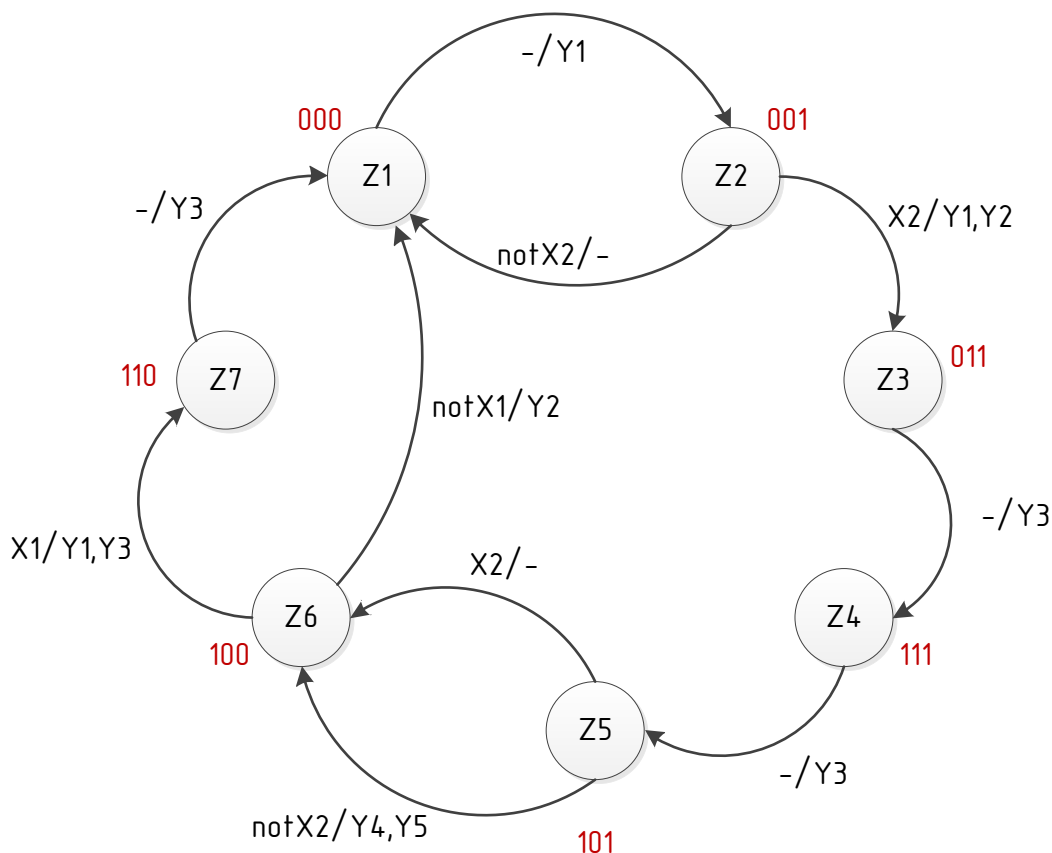 -/Y1
000
001
Z1
Z2
-/Y3
X2/Y1,Y2
notX2/-
110
Z7
Z3
011
notX1/Y2
-/Y3
X1/Y1,Y3
X2/-
Z6
Z4
100
111
Z5
-/Y3
notX2/Y4,Y5
101